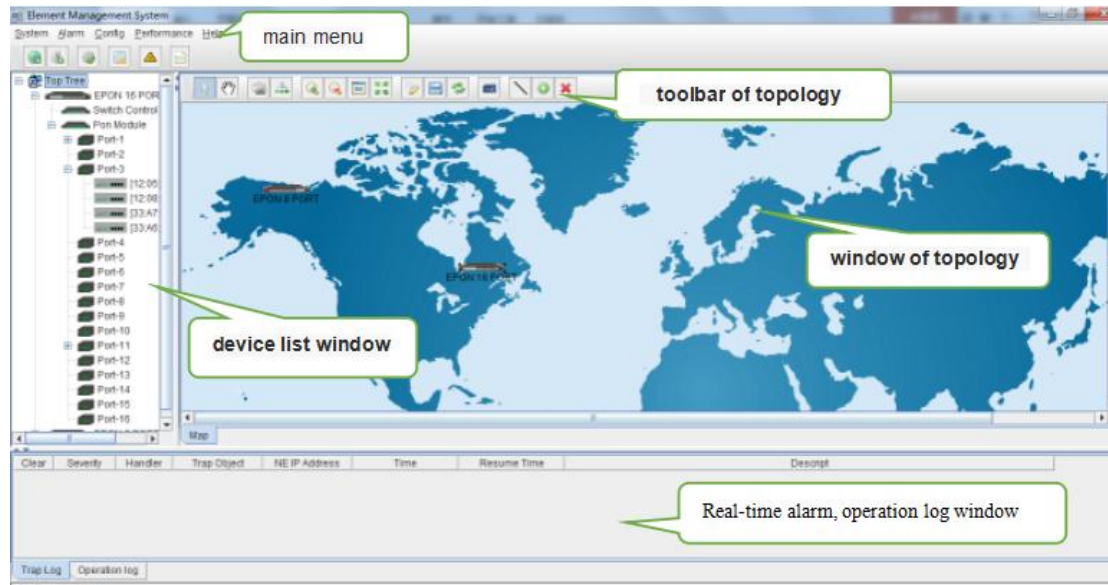 Element Management System
System Alarm Config Performance Help
main menu
Top Tree
EPON 16 POR
Switch Control
Pon Module
Port-1
Port-2
Port-3
[12:05
[12:08
[33:A7
[33:A6
Port-4
Port-5
Port-6
Port-7
Port-8
Port-9
Port-10
Port-11
Port-12
Port-13
Port-14
Port-15
Port-16
toolbar of topology
EPON 8 PORT
EPON 16 PORT
window of topology
device list window
Map
Clear Severity Handler Trap Object NE IP Address Time Resume Time Descript
Real-time alarm, operation log window
Trap Log Operation log